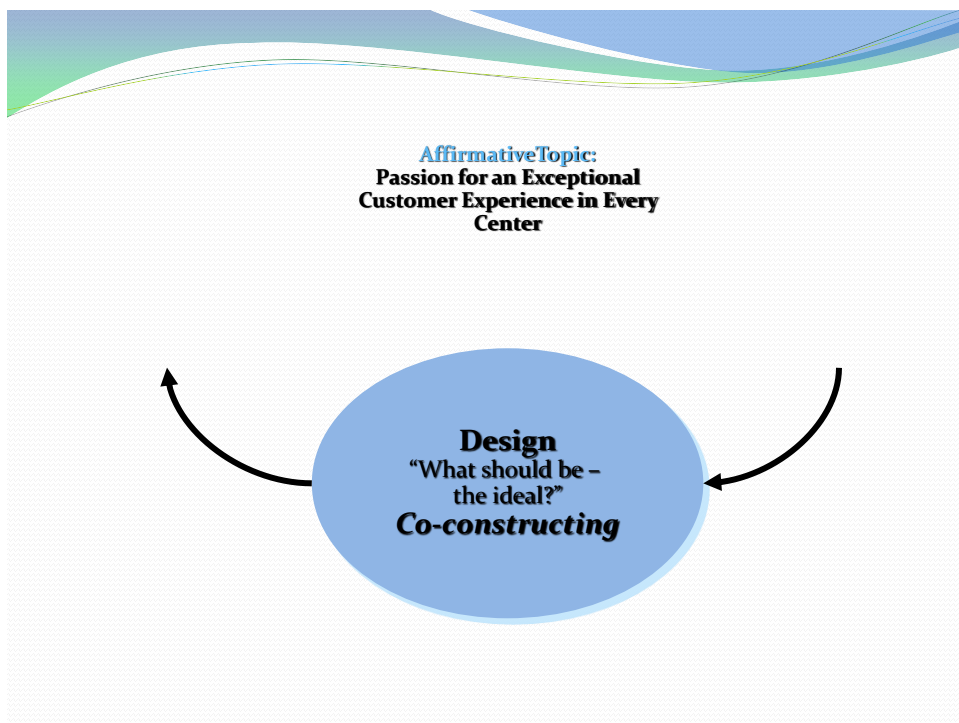 AffirmativeTopic:
Passion for an Exceptional
Customer Experience in Every
Center
Design
“What should be –
the ideal?”
Co-constructing